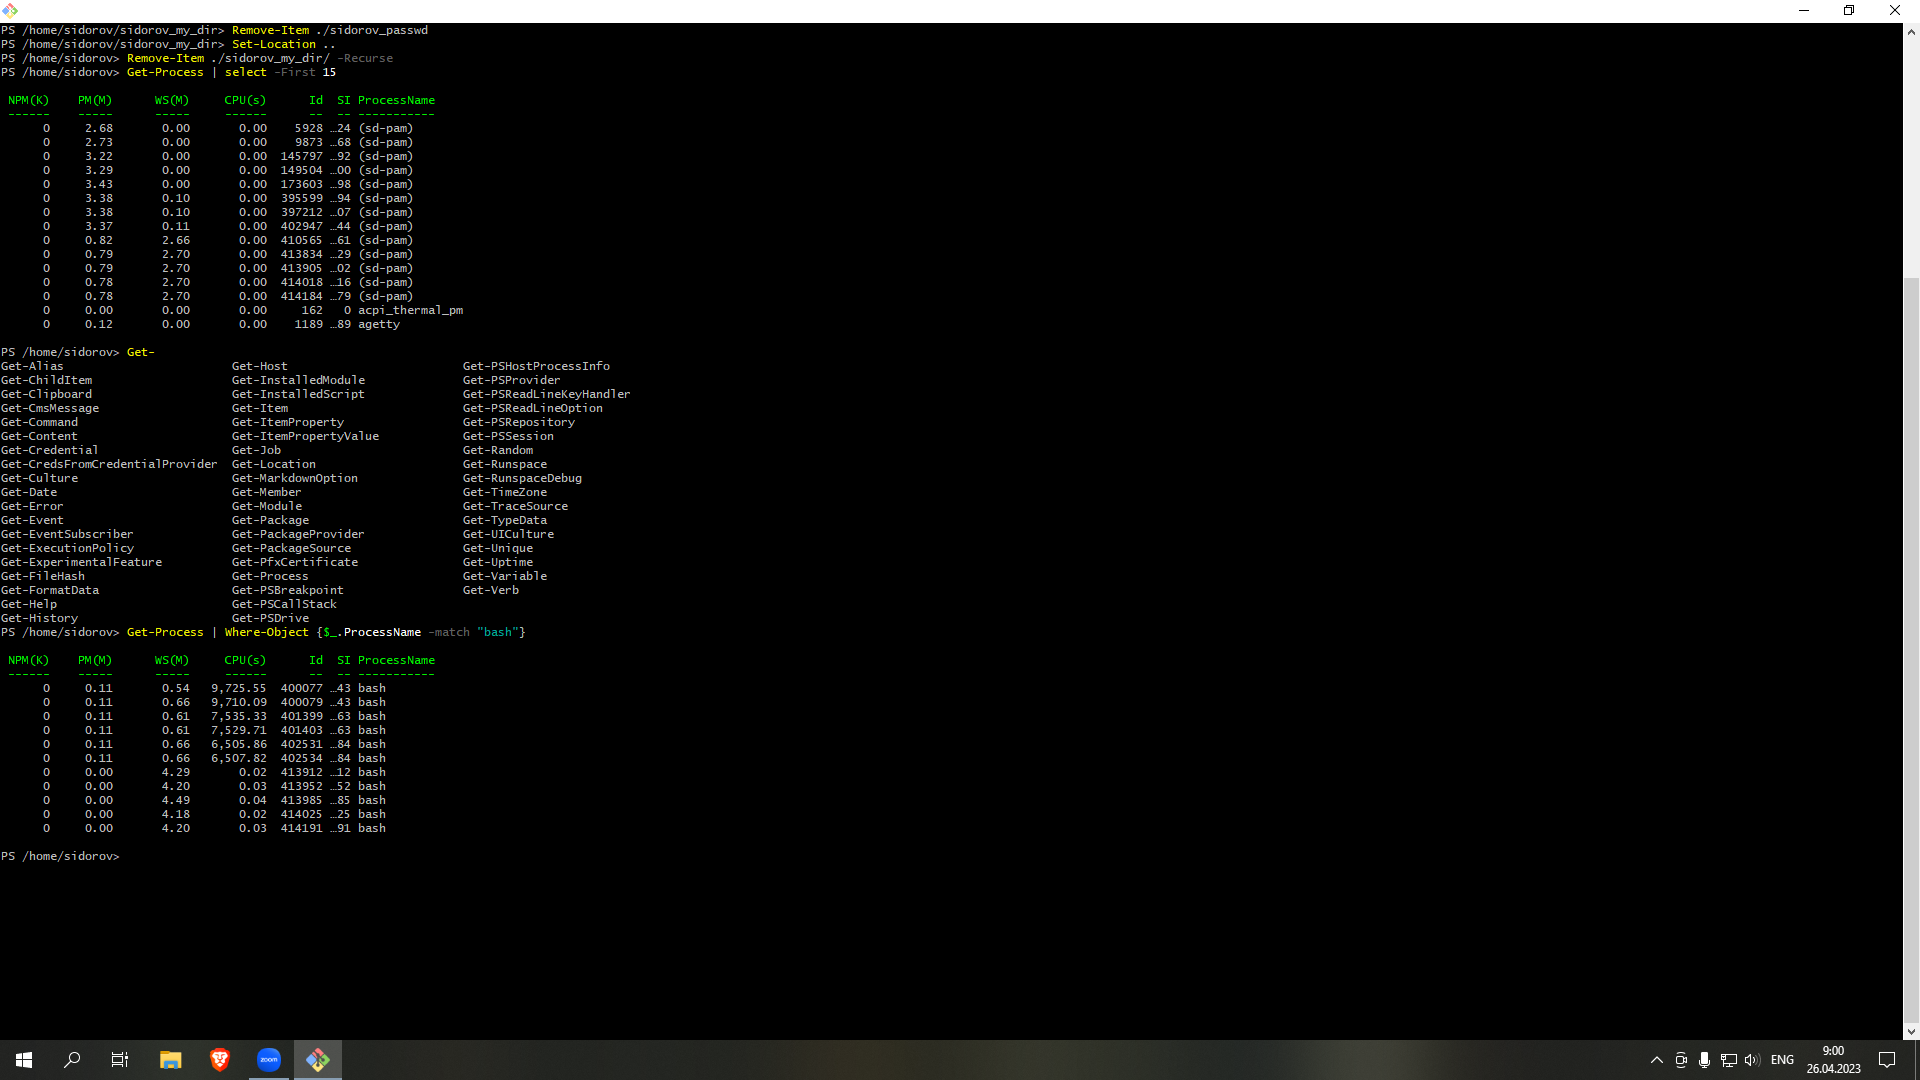 PS /home/sidorov/sidorov_my_dir> Remove-Item ./sidorov_passwd
PS /home/sidorov/sidorov_my_dir> Set-Location ..
PS /home/sidorov> Remove-Item ./sidorov_my_dir/ -Recurse
PS /home/sidorov> Get-Process | select -First 15
NPM(K) PM(M) WS(M) CPU(s) Id SI ProcessName
------ ----- ----- ------ -- -- -----------
0 2.68 0.00 0.00 5928 …24 (sd-pam)
0 2.73 0.00 0.00 9873 …68 (sd-pam)
0 3.22 0.00 0.00 145797 …92 (sd-pam)
0 3.29 0.00 0.00 149504 …00 (sd-pam)
0 3.43 0.00 0.00 173603 …98 (sd-pam)
0 3.38 0.10 0.00 395599 …94 (sd-pam)
0 3.38 0.10 0.00 397212 …07 (sd-pam)
0 3.37 0.11 0.00 402947 …44 (sd-pam)
0 0.82 2.66 0.00 410565 …61 (sd-pam)
0 0.79 2.70 0.00 413834 …29 (sd-pam)
0 0.79 2.70 0.00 413905 …02 (sd-pam)
0 0.78 2.70 0.00 414018 …16 (sd-pam)
0 0.78 2.70 0.00 414184 …79 (sd-pam)
0 0.00 0.00 0.00 162 0 acpi_thermal_pm
0 0.12 0.00 0.00 1189 …89 agetty
PS /home/sidorov> Get-
Get-Alias Get-Host Get-PSHostProcessInfo
Get-ChildItem Get-InstalledModule Get-PSProvider
Get-Clipboard Get-InstalledScript Get-PSReadLineKeyHandler
Get-CmsMessage Get-Item Get-PSReadLineOption
Get-Command Get-ItemProperty Get-PSRepository
Get-Content Get-ItemPropertyValue Get-PSSession
Get-Credential Get-Job Get-Random
Get-CredsFromCredentialProvider Get-Location Get-Runspace
Get-Culture Get-MarkdownOption Get-RunspaceDebug
Get-Date Get-Member Get-TimeZone
Get-Error Get-Module Get-TraceSource
Get-Event Get-Package Get-TypeData
Get-EventSubscriber Get-PackageProvider Get-UICulture
Get-ExecutionPolicy Get-PackageSource Get-Unique
Get-ExperimentalFeature Get-PfxCertificate Get-Uptime
Get-FileHash Get-Process Get-Variable
Get-FormatData Get-PSBreakpoint Get-Verb
Get-Help Get-PSCallStack
Get-History Get-PSDrive
PS /home/sidorov> Get-Process | Where-Object {$_.ProcessName -match "bash"}
NPM(K) PM(M) WS(M) CPU(s) Id SI ProcessName
------ ----- ----- ------ -- -- -----------
0 0.11 0.54 9,725.55 400077 …43 bash
0 0.11 0.66 9,710.09 400079 …43 bash
0 0.11 0.61 7,535.33 401399 …63 bash
0 0.11 0.61 7,529.71 401403 …63 bash
0 0.11 0.66 6,505.86 402531 …84 bash
0 0.11 0.66 6,507.82 402534 …84 bash
0 0.00 4.29 0.02 413912 …12 bash
0 0.00 4.20 0.03 413952 …52 bash
0 0.00 4.49 0.04 413985 …85 bash
0 0.00 4.18 0.02 414025 …25 bash
0 0.00 4.20 0.03 414191 …91 bash
PS /home/sidorov>
zoom
ENG
9:00
26.04.2023